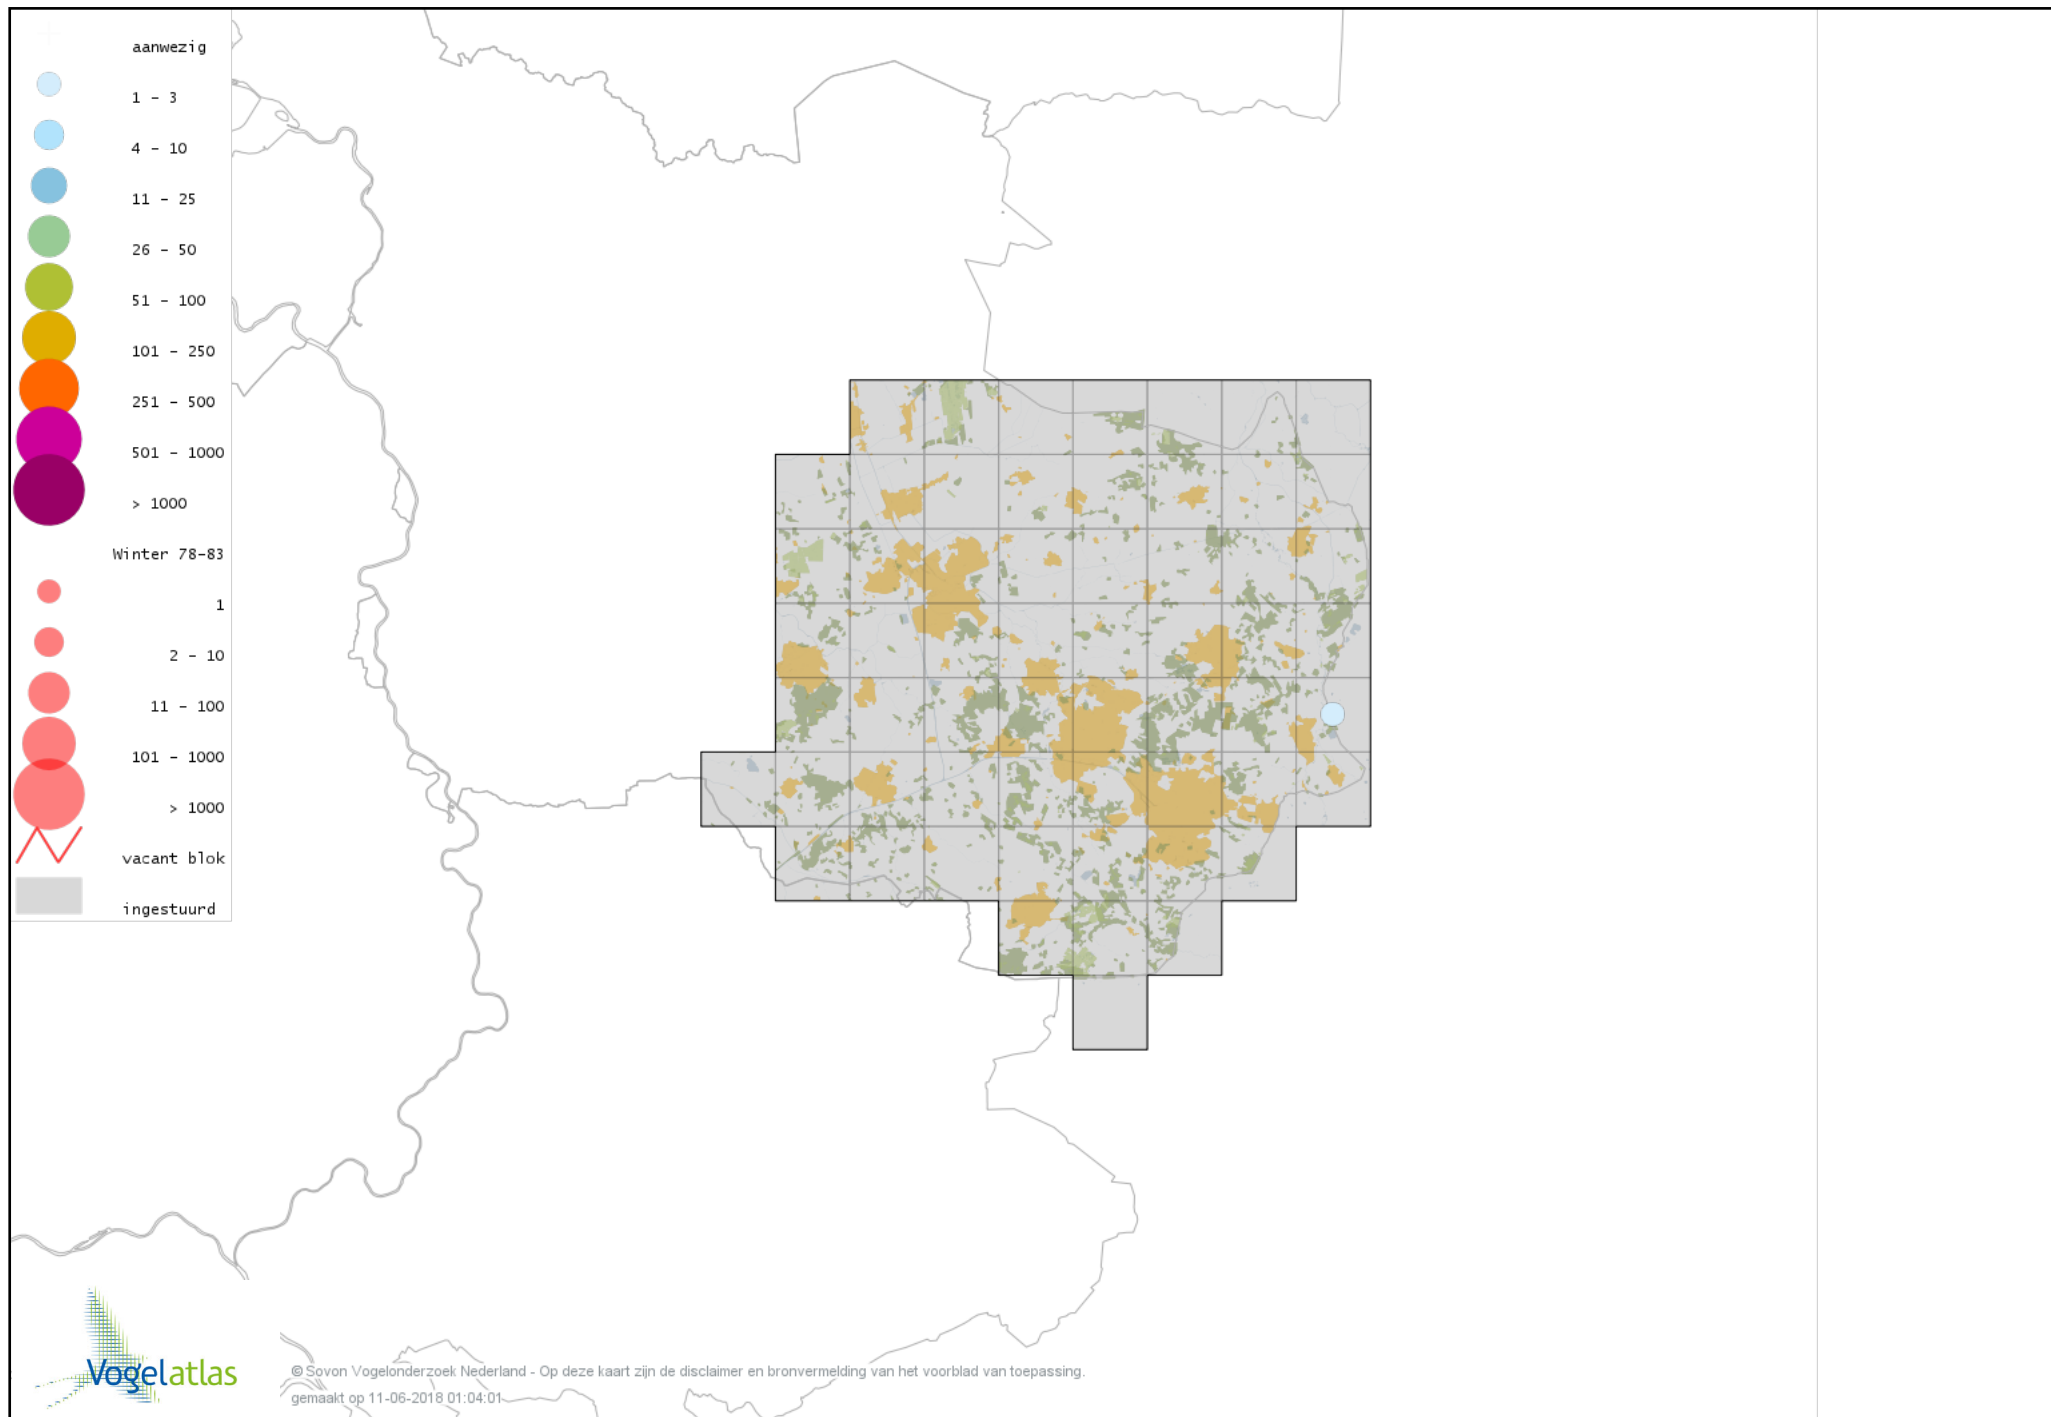 aanwezig
1 - 3
4 - 10
11 - 25
26 - 50
51 - 100
101 - 250
251 - 500
501 - 1000
> 1000
Winter 78-83
1
2 - 10
11 - 100
101 - 1000
> 1000
vacant blok
ingestuurd
Vogelatlas
© Sovon Vogelonderzoek Nederland - Op deze kaart zijn de disclaimer en bronvermelding van het voorblad van toepassing.
gemaakt op 11-06-2018 01:04:01